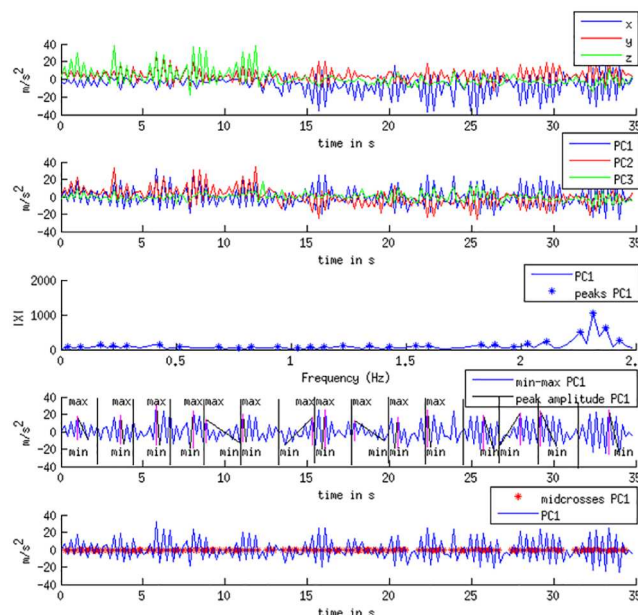 40
20
0
−20
−40
m/s²
x
y
z
0 5 10 15 20 25 30 35
time in s
40
20
0
−20
−40
m/s²
PC1
PC2
PC3
0 5 10 15 20 25 30 35
time in s
2000
1000
0
|X|
PC1
peaks PC1
0 0.5 1 1.5 2 2.5
Frequency (Hz)
min−max PC1
peak amplitude PC1
40
20
0
−20
−40
m/s²
max max max max max max max max max
min min min min min min min min min min min min min
0 5 10 15 20 25 30 35
time in s
midcrosses PC1
PC1
40
20
0
−20
−40
m/s²
0 5 10 15 20 25 30 35
time in s